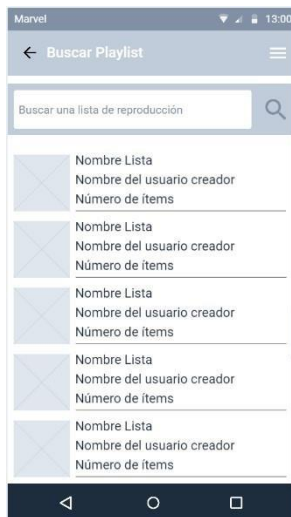 Marvel 13:00
Buscar Playlist
Buscar una lista de reproducción
Nombre Lista
Nombre del usuario creador
Número de ítems
Nombre Lista
Nombre del usuario creador
Número de ítems
Nombre Lista
Nombre del usuario creador
Número de ítems
Nombre Lista
Nombre del usuario creador
Número de ítems
Nombre Lista
Nombre del usuario creador
Número de ítems